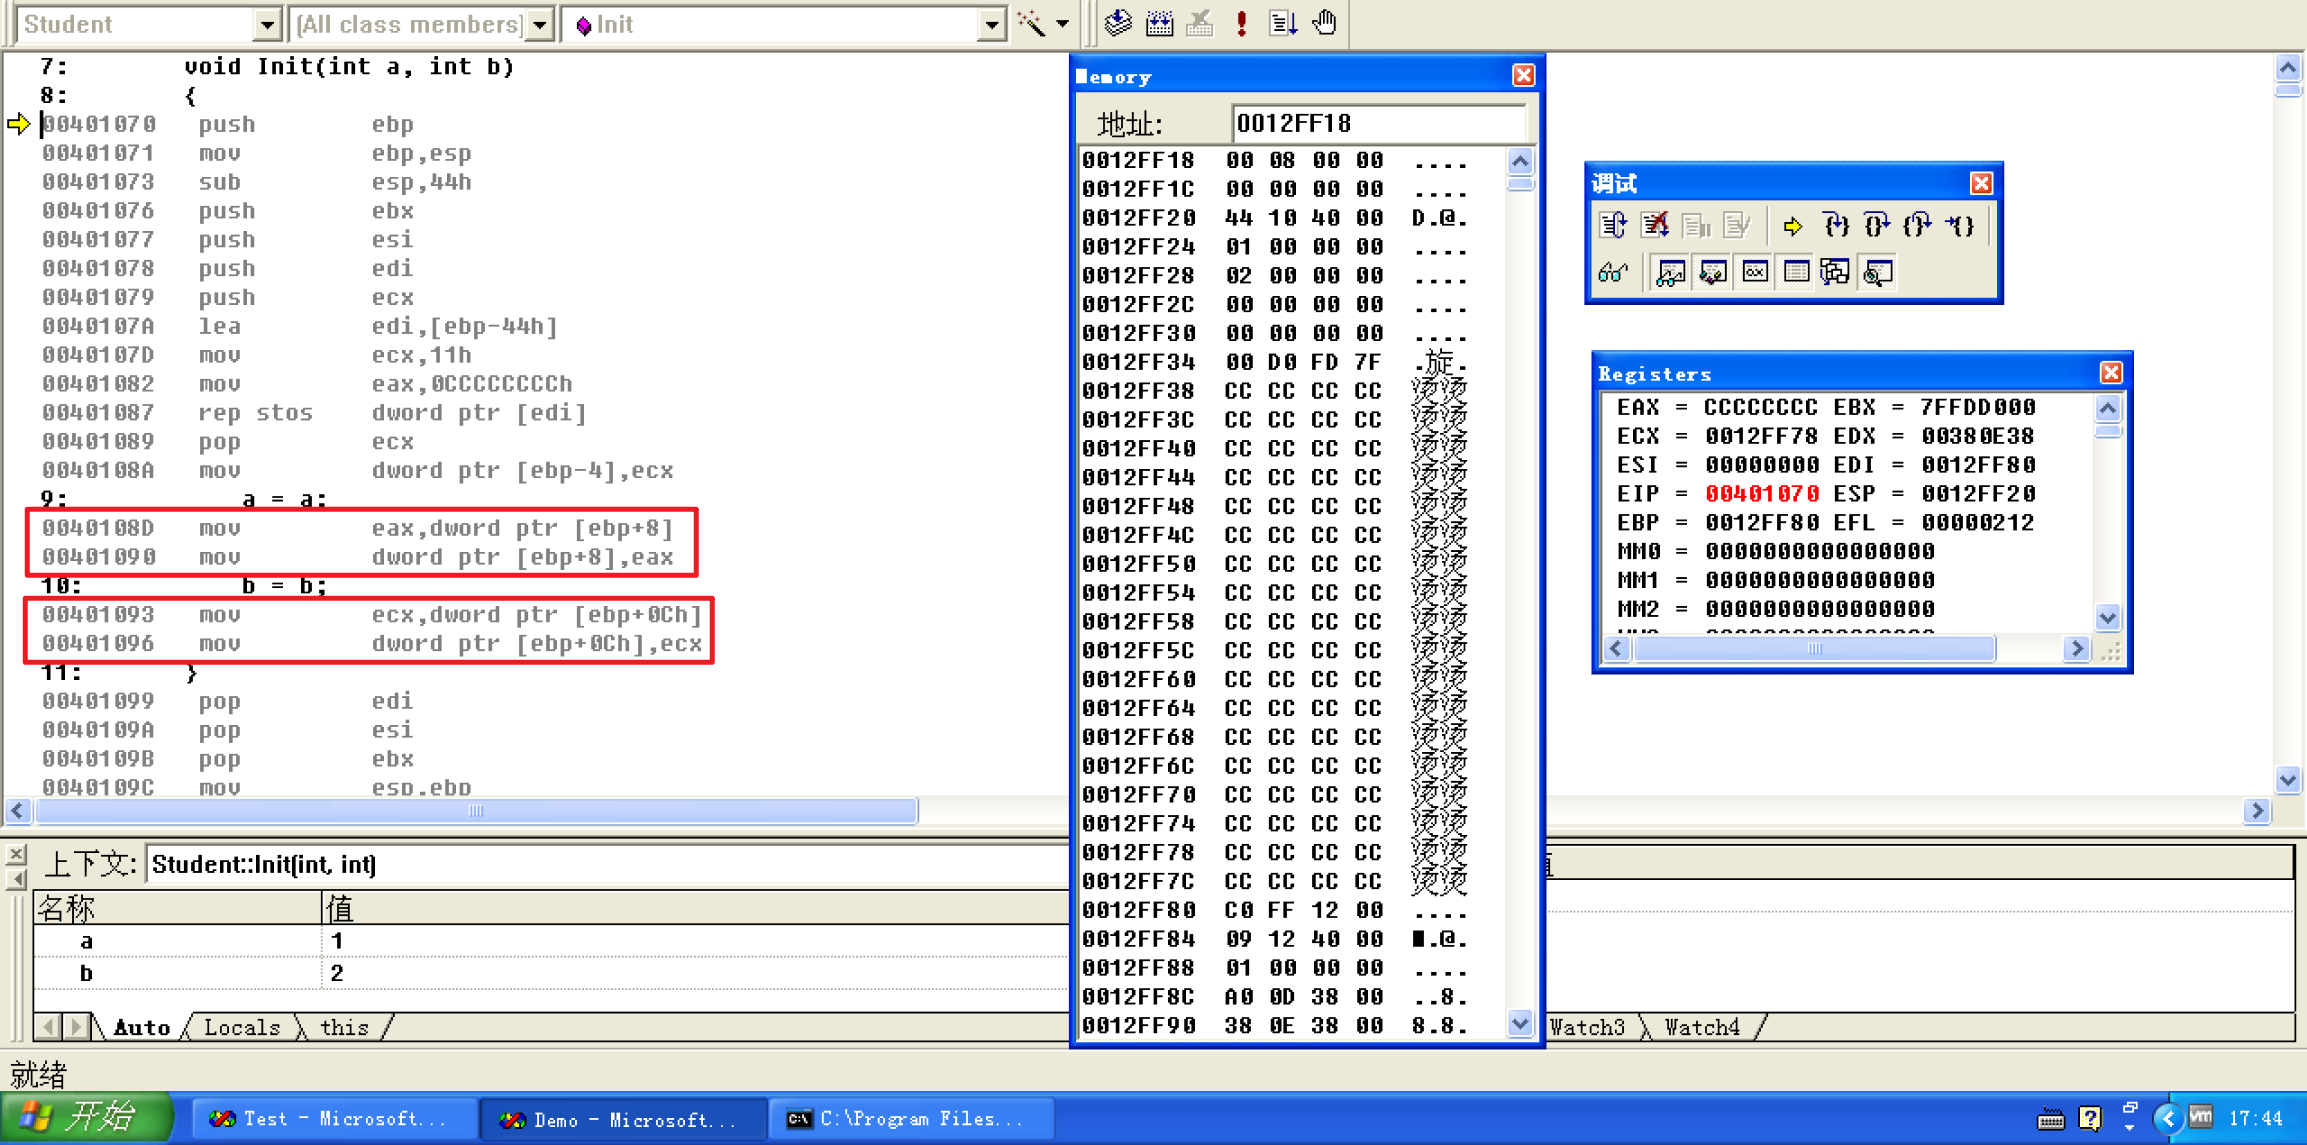 Student [All class members] Init
7: void Init(int a, int b)
8: {
00401070 push ebp
00401071 mov ebp,esp
00401073 sub esp,44h
00401076 push ebx
00401077 push esi
00401078 push edi
00401079 push ecx
0040107A lea edi,[ebp-44h]
0040107D mov ecx,11h
00401082 mov eax,0CCCCCCCCh
00401087 rep stos dword ptr [edi]
00401089 pop ecx
0040108A mov dword ptr [ebp-4],ecx
9: a = a;
0040108D mov eax,dword ptr [ebp+8]
00401090 mov dword ptr [ebp+8],eax
10: b = b;
00401093 mov ecx,dword ptr [ebp+0Ch]
00401096 mov dword ptr [ebp+0Ch],ecx
11: }
00401099 pop edi
0040109A pop esi
0040109B pop ebx
0040109C mov esp,ebp
Memory
地址: 0012FF18
0012FF18 00 08 00 00 ....
0012FF1C 00 00 00 00 ....
0012FF20 44 10 40 00 D.@.
0012FF24 01 00 00 00 ....
0012FF28 02 00 00 00 ....
0012FF2C 00 00 00 00 ....
0012FF30 00 00 00 00 ....
0012FF34 00 D0 FD 7F .旋.
0012FF38 CC CC CC CC 烫烫
0012FF3C CC CC CC CC 烫烫
0012FF40 CC CC CC CC 烫烫
0012FF44 CC CC CC CC 烫烫
0012FF48 CC CC CC CC 烫烫
0012FF4C CC CC CC CC 烫烫
0012FF50 CC CC CC CC 烫烫
0012FF54 CC CC CC CC 烫烫
0012FF58 CC CC CC CC 烫烫
0012FF5C CC CC CC CC 烫烫
0012FF60 CC CC CC CC 烫烫
0012FF64 CC CC CC CC 烫烫
0012FF68 CC CC CC CC 烫烫
0012FF6C CC CC CC CC 烫烫
0012FF70 CC CC CC CC 烫烫
0012FF74 CC CC CC CC 烫烫
0012FF78 CC CC CC CC 烫烫
0012FF7C CC CC CC CC 烫烫
0012FF80 C0 FF 12 00 ....
0012FF84 09 12 40 00 ■.@.
0012FF88 01 00 00 00 ....
0012FF8C A0 0D 38 00 ..8.
0012FF90 38 0E 38 00 8.8.
调试
Registers
EAX = CCCCCCCC EBX = 7FFDD000
ECX = 0012FF78 EDX = 00380E38
ESI = 00000000 EDI = 0012FF80
EIP = 00401070 ESP = 0012FF20
EBP = 0012FF80 EFL = 00000212
MM0 = 0000000000000000
MM1 = 0000000000000000
MM2 = 0000000000000000
上下文: Student::Init(int, int)
名称 值
a 1
b 2
Auto Locals this
Watch3 Watch4
就绪
开始 Test - Microsoft... Demo - Microsoft... C:\Program Files... 17:44